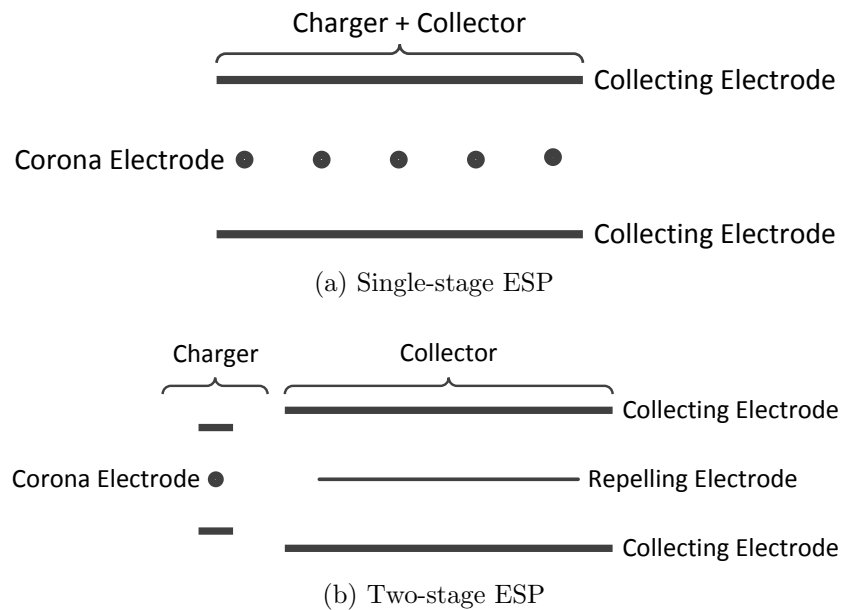 Charger + Collector
Collecting Electrode
Corona Electrode
Collecting Electrode
(a) Single-stage ESP
Charger
Collector
Collecting Electrode
Corona Electrode
Repelling Electrode
Collecting Electrode
(b) Two-stage ESP